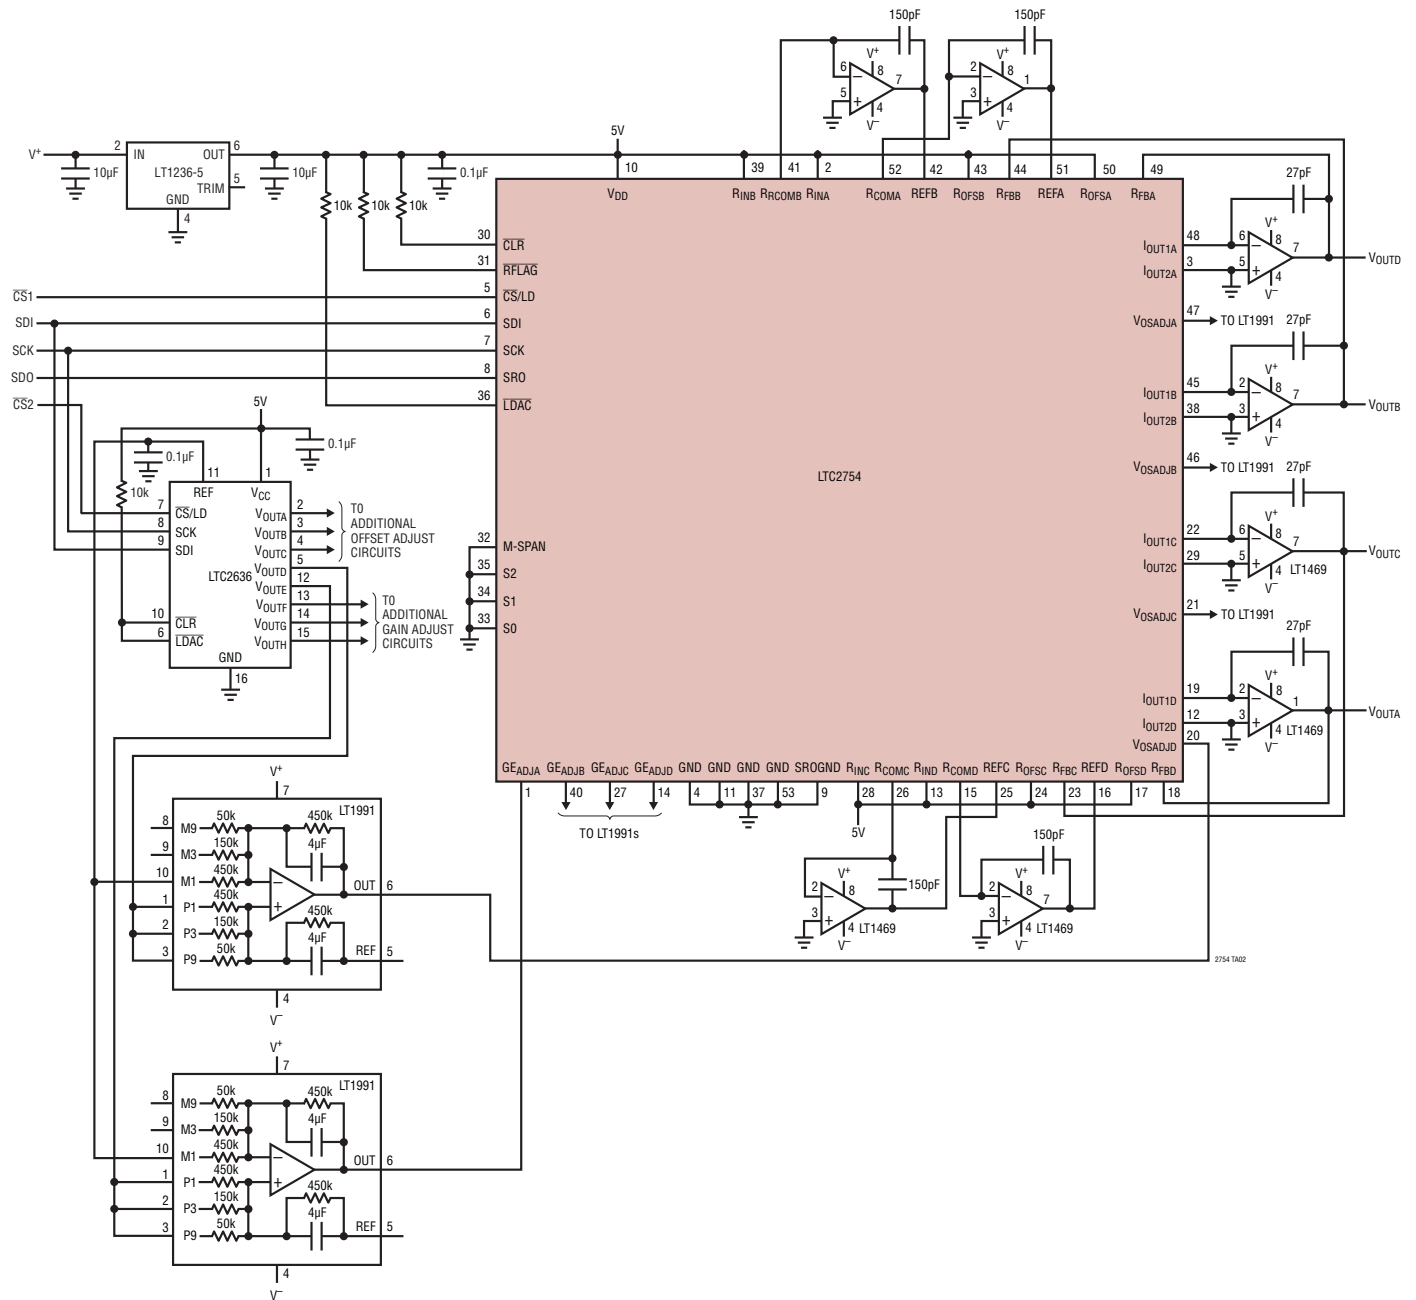 150pF
150pF
V+
6
8
7
5
4
V−
V+
2
8
1
3
4
V−
V+
10µF
2
IN
OUT
6
LT1236-5
TRIM
5
GND
4
10µF
10k
10k
10k
0.1µF
5V
10
39
41
2
52
42
43
44
51
50
49
VDD
RINB
RRCOMB
RINA
RCOMA
REFB
ROFSB
RFBB
REFA
ROFSA
RFBA
30
CLR
31
RFLAG
CS1
5
CS/LD
SDI
6
SDI
SCK
7
SCK
SDO
8
SRO
CS2
36
LDAC
LTC2754
32
M-SPAN
35
S2
34
S1
33
S0
27pF
IOUT1A
48
6
V+
8
7
VOUTD
IOUT2A
3
5
4
V−
VOSADJA
47
TO LT1991
27pF
IOUT1B
45
2
V+
8
7
VOUTB
IOUT2B
38
3
4
V−
VOSADJB
46
TO LT1991
27pF
IOUT1C
22
6
V+
8
7
VOUTC
IOUT2C
29
5
4
LT1469
V−
VOSADJC
21
TO LT1991
27pF
IOUT1D
19
2
V+
8
1
VOUTA
IOUT2D
12
3
4
LT1469
V−
VOSADJD
20
5V
0.1µF
0.1µF
10k
11
1
REF
VCC
7
CS/LD
8
SCK
9
SDI
LTC2636
10
CLR
6
LDAC
GND
16
VOUTA
2
VOUTB
3
VOUTC
4
VOUTD
5
VOUTE
12
VOUTF
13
VOUTG
14
VOUTH
15
TO
ADDITIONAL
OFFSET ADJUST
CIRCUITS
TO
ADDITIONAL
GAIN ADJUST
CIRCUITS
GEADJA
GEADJB
GEADJC
GEADJD
GND
GND
GND
GND
SROGND
RINC
RCOMC
RIND
RCOMD
REFC
ROFSC
RFBC
REFD
ROFSD
RFBD
1
40
27
14
4
11
37
53
9
28
26
13
15
25
24
23
16
17
18
TO LT1991s
5V
2
V+
8
150pF
3
4
LT1469
V−
150pF
2
V+
8
7
3
4
LT1469
V−
2754 TA02
V+
7
LT1991
8
M9
50k
450k
9
M3
150k
4µF
10
M1
450k
OUT
6
1
P1
450k
450k
2
P3
150k
4µF
3
P9
50k
REF
5
4
V−
V+
7
LT1991
8
M9
50k
450k
9
M3
150k
4µF
10
M1
450k
OUT
6
1
P1
450k
450k
2
P3
150k
4µF
3
P9
50k
REF
5
4
V−